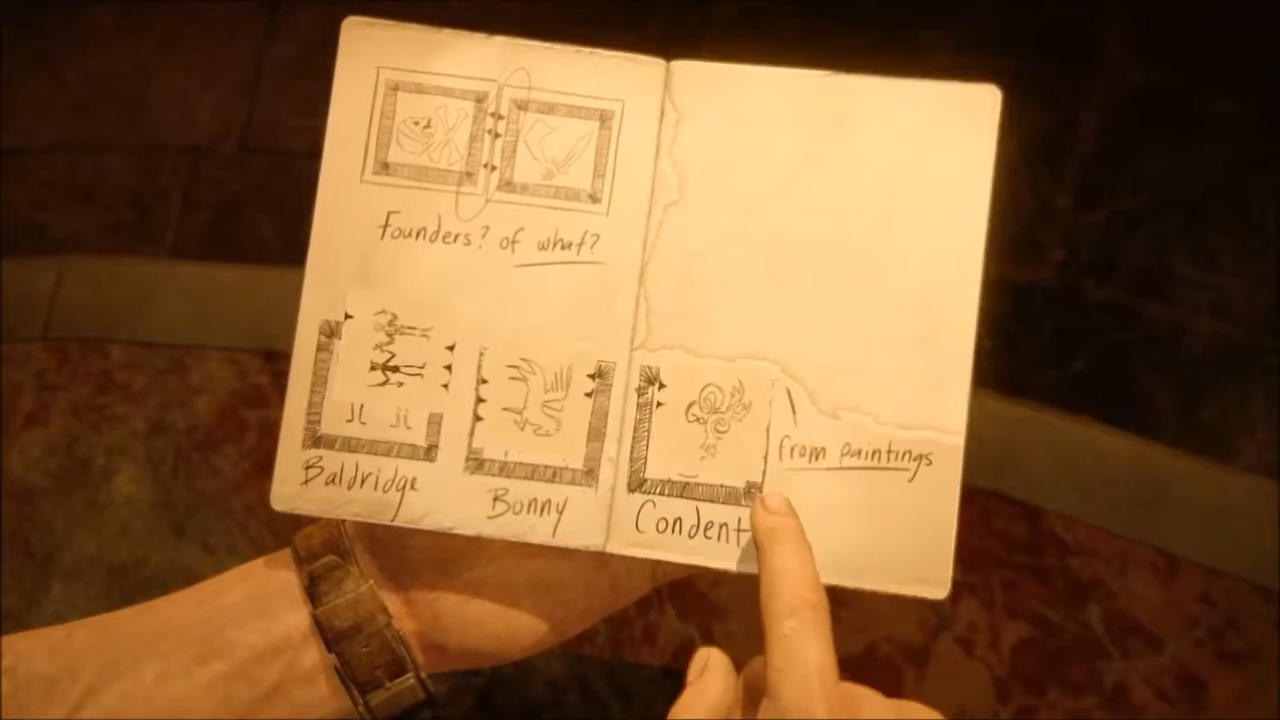 Founders? of what?
Baldridge
Bonny
Condent
from paintings